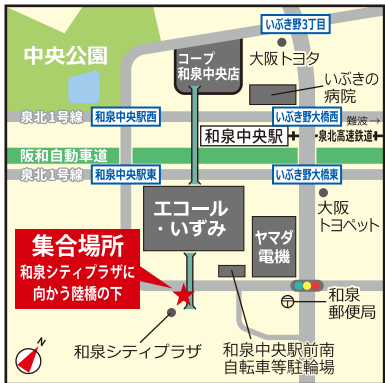 いぶき野3丁目
中央公園
コープ
和泉中央店
大阪トヨタ
いぶきの
病院
泉北1号線
和泉中央駅西
いぶき野大橋西
難波→
和泉中央駅
泉北高速鉄道
阪和自動車道
泉北1号線
和泉中央駅東
いぶき野大橋東
エコール
・いずみ
大阪
トヨペット
ヤマダ
電機
集合場所
和泉シティプラザに
向かう陸橋の下
和泉
郵便局
和泉シティプラザ
和泉中央駅前南
自転車等駐輪場
N